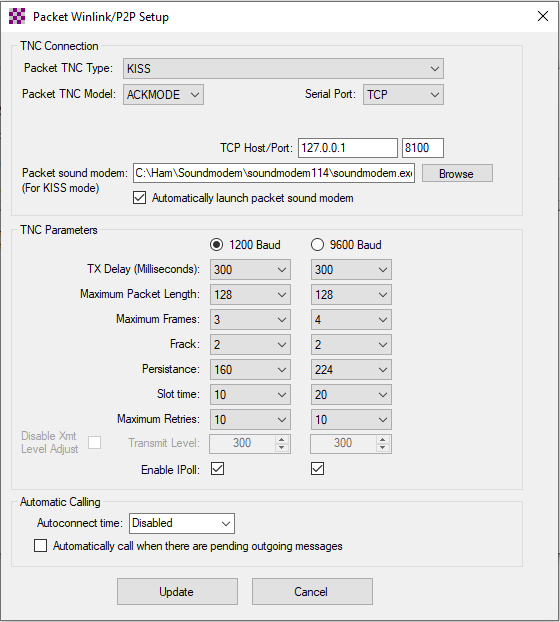 Packet Winlink/P2P Setup
TNC Connection
Packet TNC Type: KISS
Packet TNC Model: ACKMODE Serial Port: TCP
TCP Host/Port: 127.0.0.1 8100
Packet sound modem: C:\Ham\Soundmodem\soundmodem114\soundmodem.exe Browse
(For KISS mode)
Automatically launch packet sound modem
TNC Parameters
1200 Baud 9600 Baud
TX Delay (Milliseconds): 300 300
Maximum Packet Length: 128 128
Maximum Frames: 3 4
Frack: 2 2
Persistance: 160 224
Slot time: 10 20
Maximum Retries: 10 10
Disable Xmt
Level Adjust Transmit Level: 300 300
Enable IPoll:
Automatic Calling
Autoconnect time: Disabled
Automatically call when there are pending outgoing messages
Update Cancel